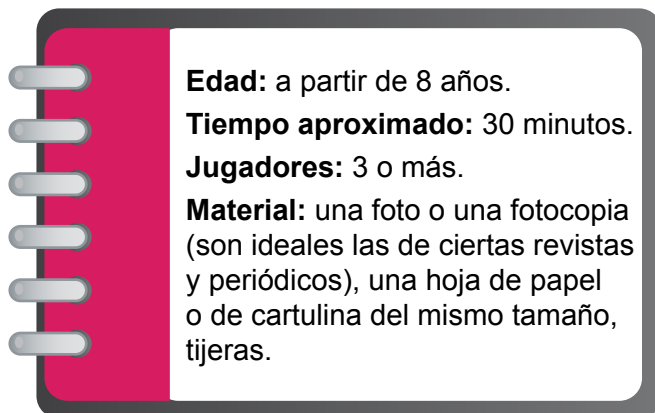 Edad: a partir de 8 años.
Tiempo aproximado: 30 minutos.
Jugadores: 3 o más.
Material: una foto o una fotocopia
(son ideales las de ciertas revistas
y periódicos), una hoja de papel
o de cartulina del mismo tamaño,
tijeras.